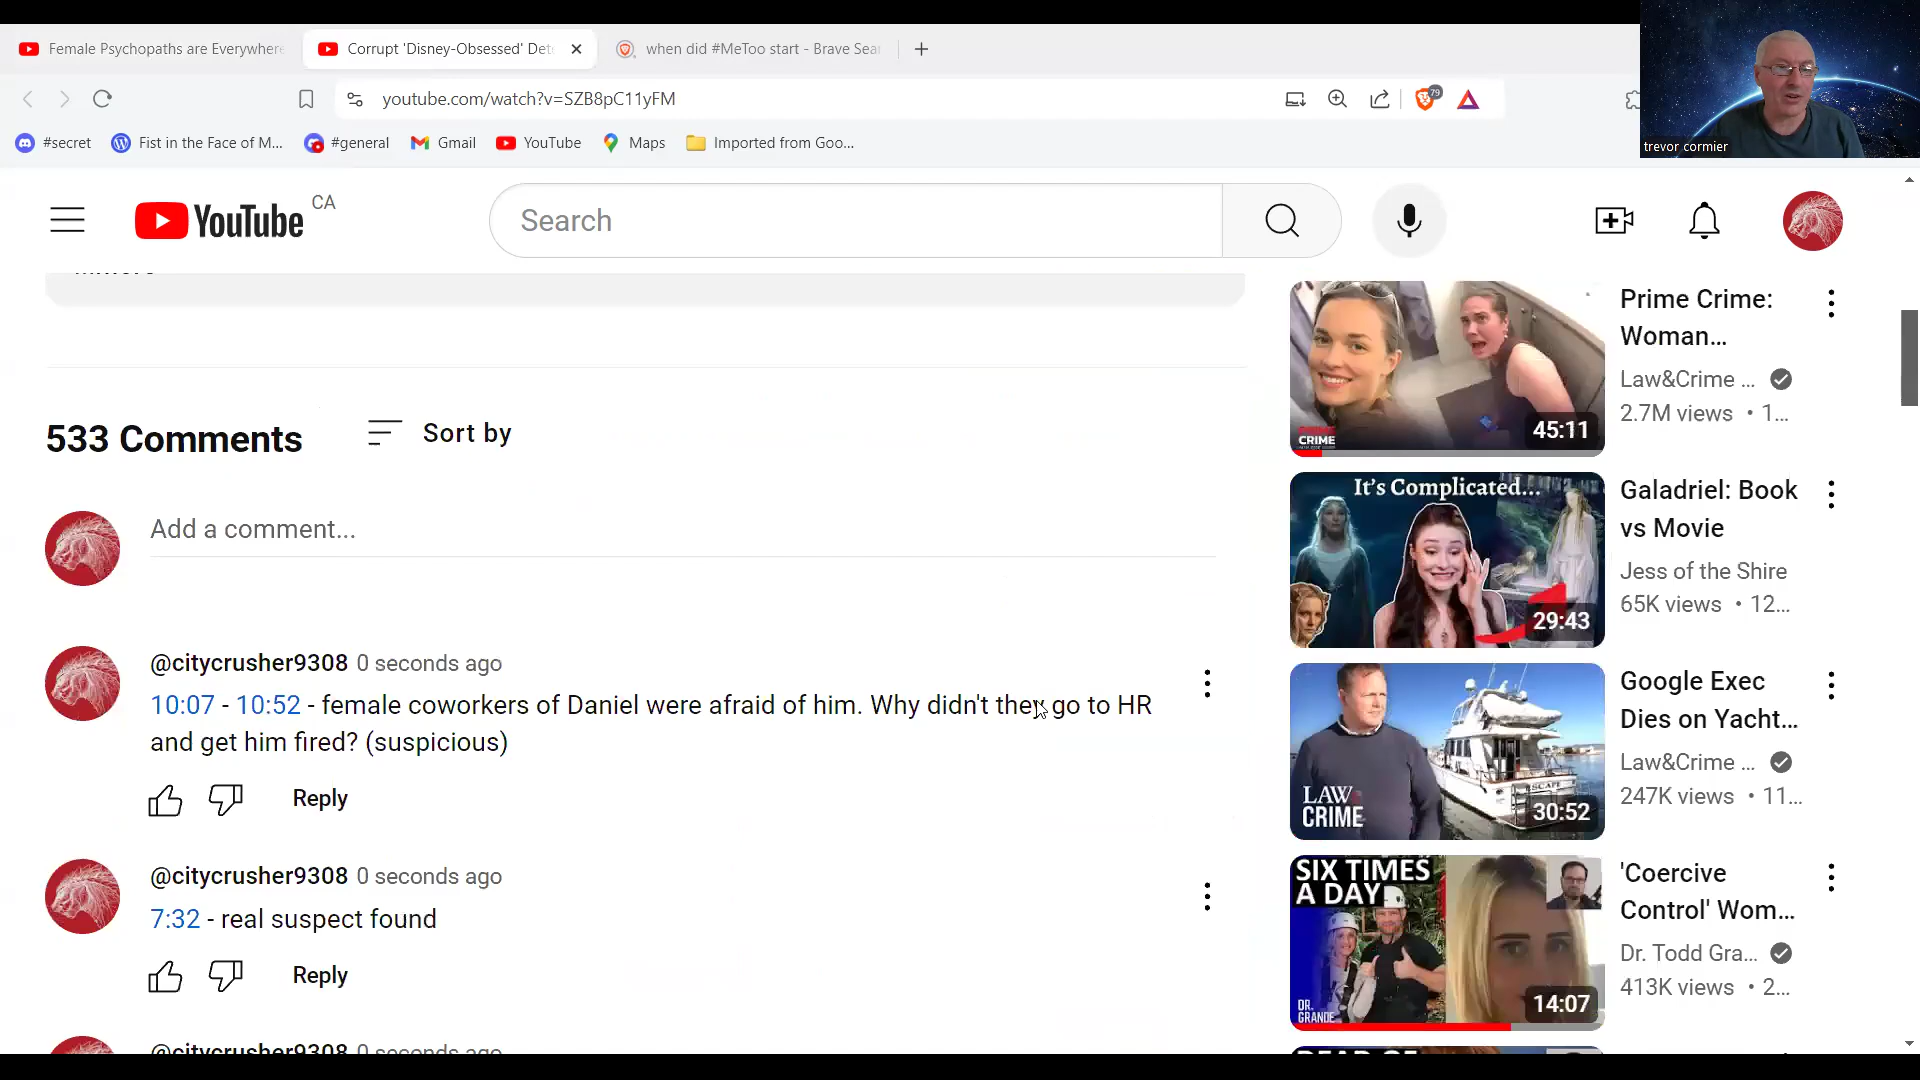 Female Psychopaths are Everywhere
Corrupt 'Disney-Obsessed' Det
when did #MeToo start - Brave Sear
youtube.com/watch?v=SZB8pC11yFM
79
#secret
Fist in the Face of M...
#general
Gmail
YouTube
Maps
Imported from Goo...
trevor cormier
YouTube
CA
Search
533 Comments
Sort by
Add a comment...
@citycrusher9308 0 seconds ago
10:07 - 10:52 - female coworkers of Daniel were afraid of him. Why didn't they go to HR
and get him fired? (suspicious)
Reply
@citycrusher9308 0 seconds ago
7:32 - real suspect found
Reply
@citycrusher9308 0 seconds ago
PRIME
CRIME
45:11
Prime Crime:
Woman...
Law&Crime ...
2.7M views • 1...
It's Complicated...
29:43
Galadriel: Book
vs Movie
Jess of the Shire
65K views • 12...
LAW&
CRIME
ESCAPE
30:52
Google Exec
Dies on Yacht...
Law&Crime ...
247K views • 11...
SIX TIMES
A DAY
DR.
GRANDE
14:07
'Coercive
Control' Wom...
Dr. Todd Gra...
413K views • 2...